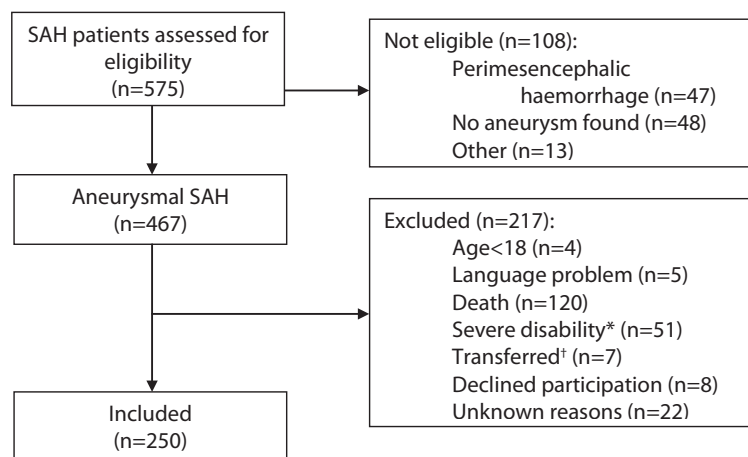 SAH patients assessed for
eligibility
(n=575)
Not eligible (n=108):
Perimesencephalic
haemorrhage (n=47)
No aneurysm found (n=48)
Other (n=13)
Aneurysmal SAH
(n=467)
Excluded (n=217):
Age<18 (n=4)
Language problem (n=5)
Death (n=120)
Severe disability* (n=51)
Transferred† (n=7)
Declined participation (n=8)
Unknown reasons (n=22)
Included
(n=250)